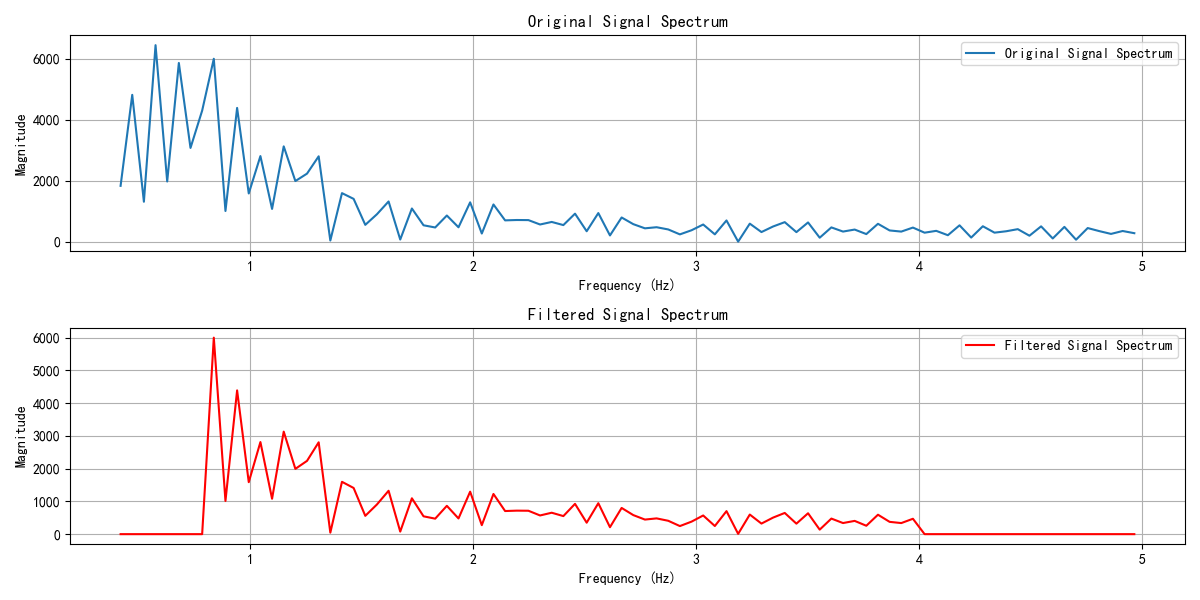 Original Signal Spectrum
Original Signal Spectrum
Magnitude
6000
4000
2000
0
1 2 3 4 5
Frequency (Hz)
Filtered Signal Spectrum
Filtered Signal Spectrum
Magnitude
6000
5000
4000
3000
2000
1000
0
1 2 3 4 5
Frequency (Hz)